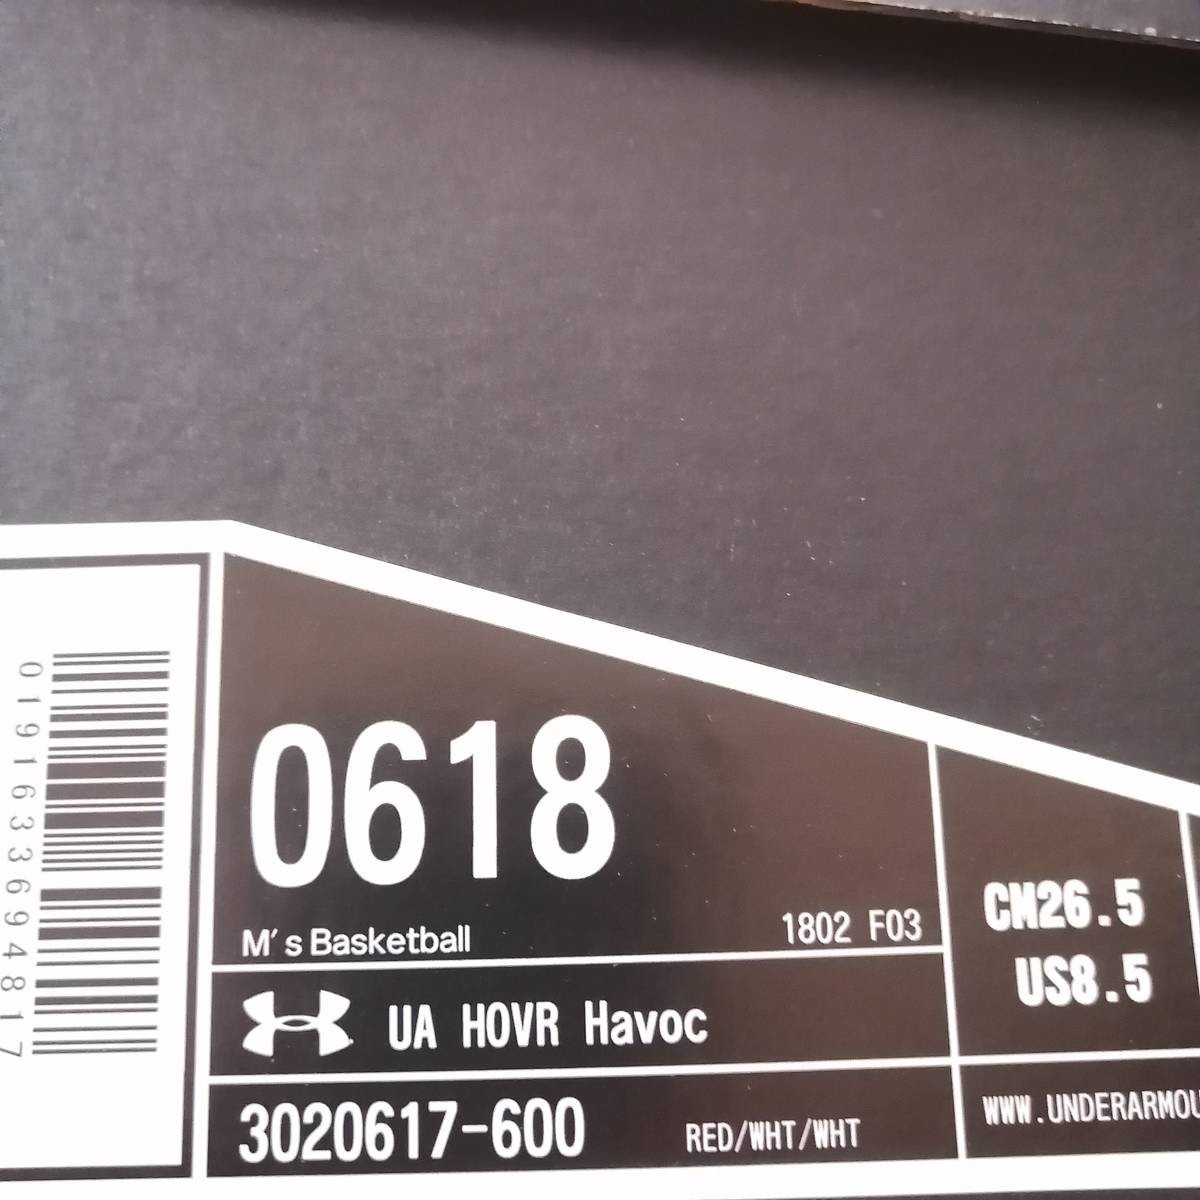 0191633694817
0618
M's Basketball
1802 F03
CM26.5
US8.5
UA HOVR Havoc
3020617-600
RED/WHT/WHT
WWW.UNDERARMOU